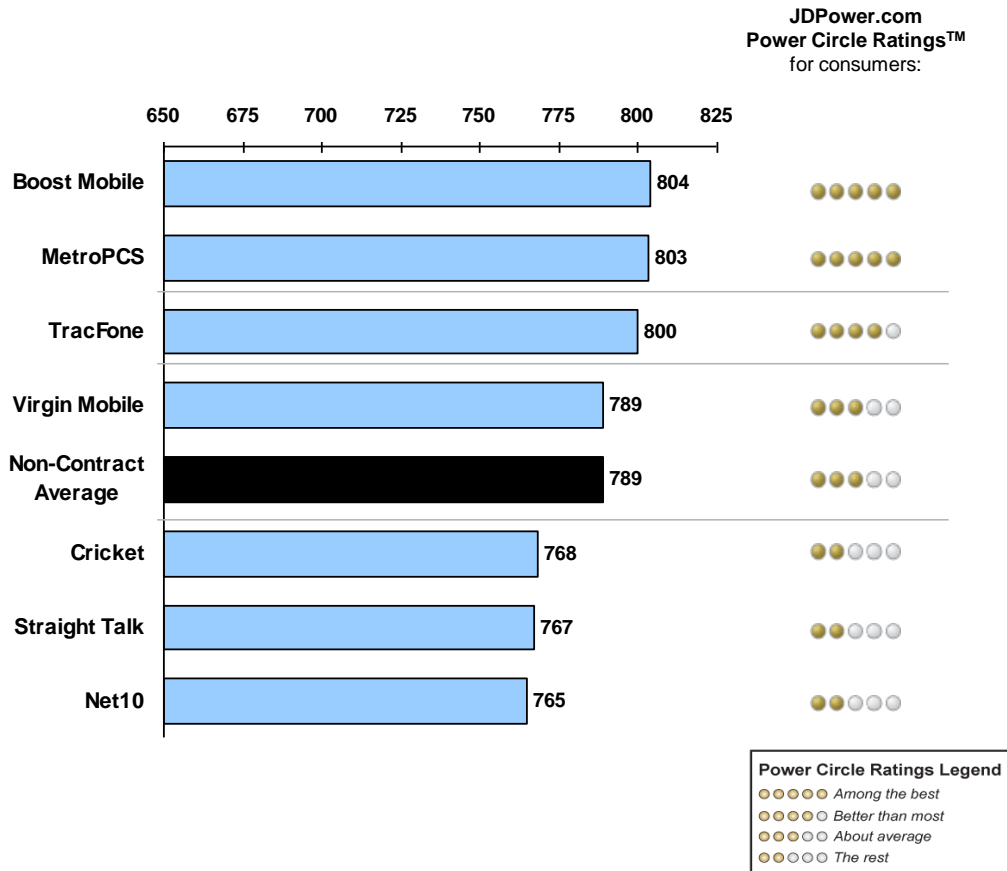 JDPower.com
Power Circle Ratings™
for consumers:
650 675 700 725 750 775 800 825
Boost Mobile 804
MetroPCS 803
TracFone 800
Virgin Mobile 789
Non-Contract
Average 789
Cricket 768
Straight Talk 767
Net10 765
Power Circle Ratings Legend
Among the best
Better than most
About average
The rest